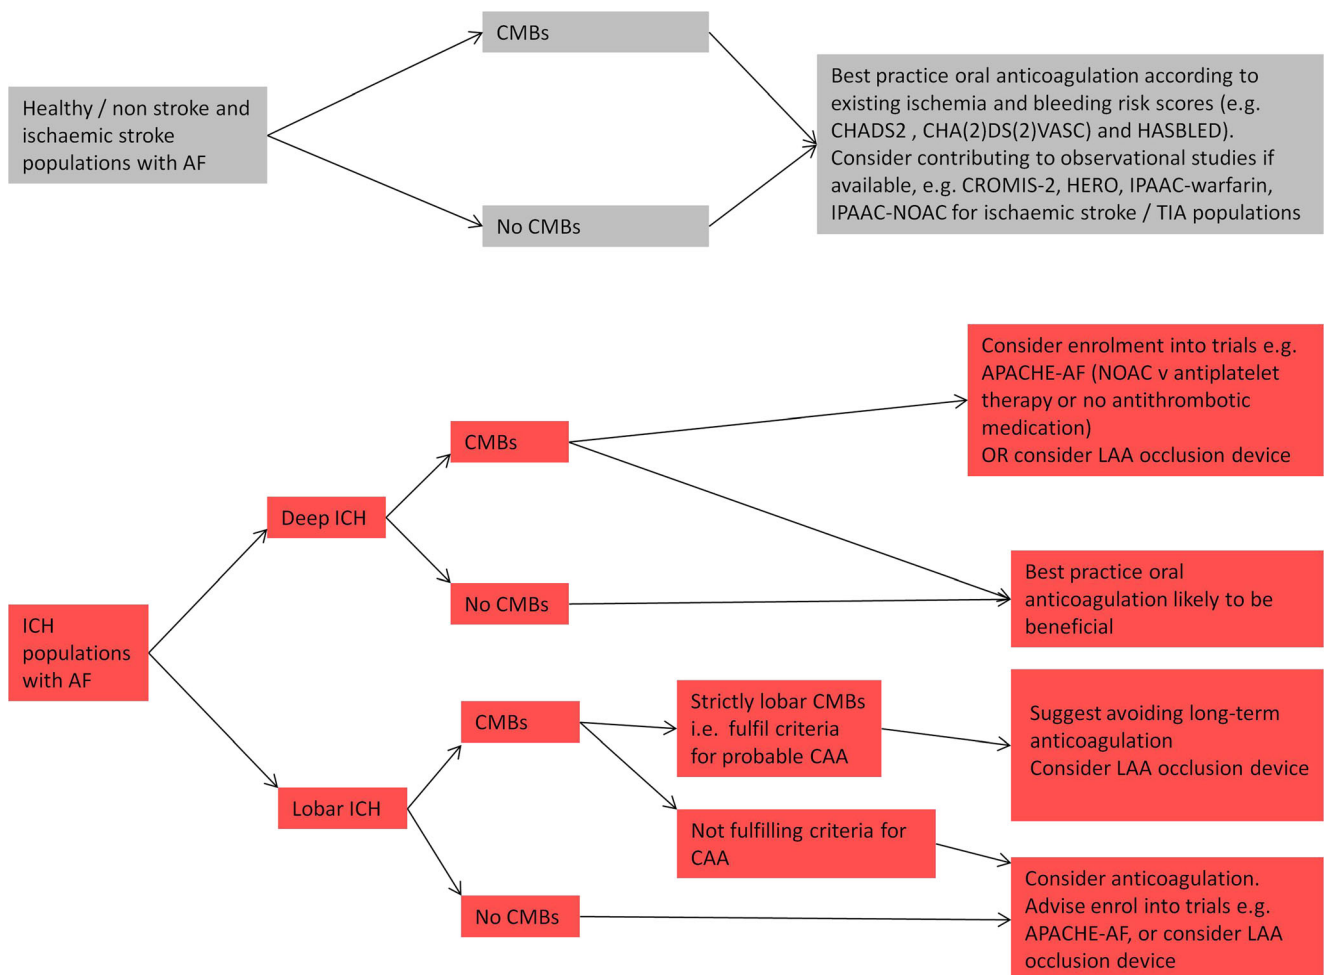 CMBs
Healthy / non stroke and
ischaemic stroke
populations with AF
No CMBs
Best practice oral anticoagulation according to
existing ischemia and bleeding risk scores (e.g.
CHADS2 , CHA(2)DS(2)VASC) and HASBLED).
Consider contributing to observational studies if
available, e.g. CROMIS-2, HERO, IPAAC-warfarin,
IPAAC-NOAC for ischaemic stroke / TIA populations
Consider enrolment into trials e.g.
APACHE-AF (NOAC v antiplatelet
therapy or no antithrombotic
medication)
OR consider LAA occlusion device
CMBs
Deep ICH
No CMBs
Best practice oral
anticoagulation likely to be
beneficial
ICH
populations
with AF
CMBs
Strictly lobar CMBs
i.e. fulfil criteria
for probable CAA
Suggest avoiding long-term
anticoagulation
Consider LAA occlusion device
Lobar ICH
Not fulfilling criteria for
CAA
No CMBs
Consider anticoagulation.
Advise enrol into trials e.g.
APACHE-AF, or consider LAA
occlusion device